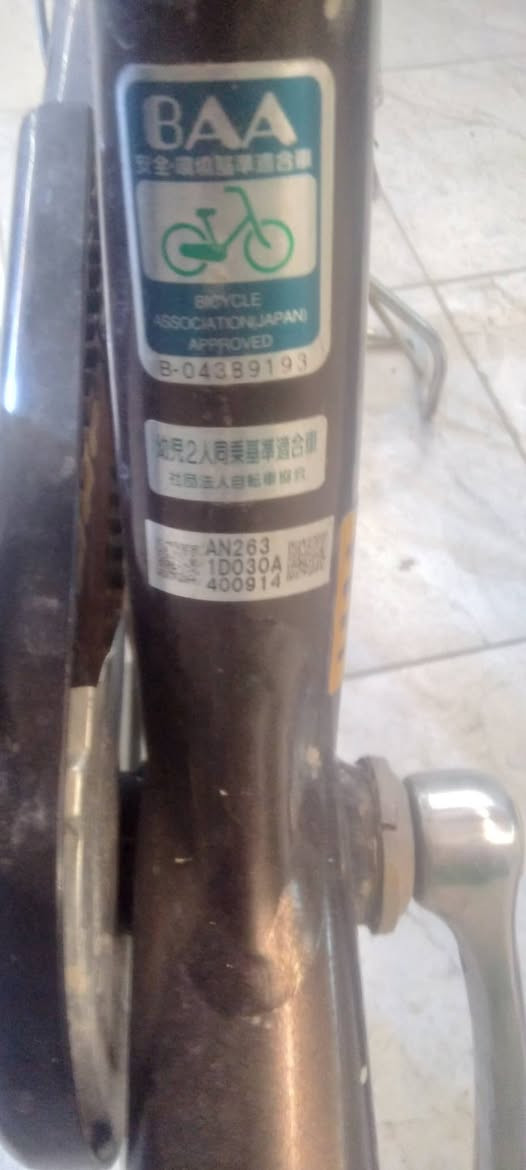 BAA
安全・環境基準適合車
BICYCLE
ASSOCIATION(JAPAN)
APPROVED
B-04389193
幼児2人同乗基準適合車
社団法人自転車協会
AN263
1D030A
400914